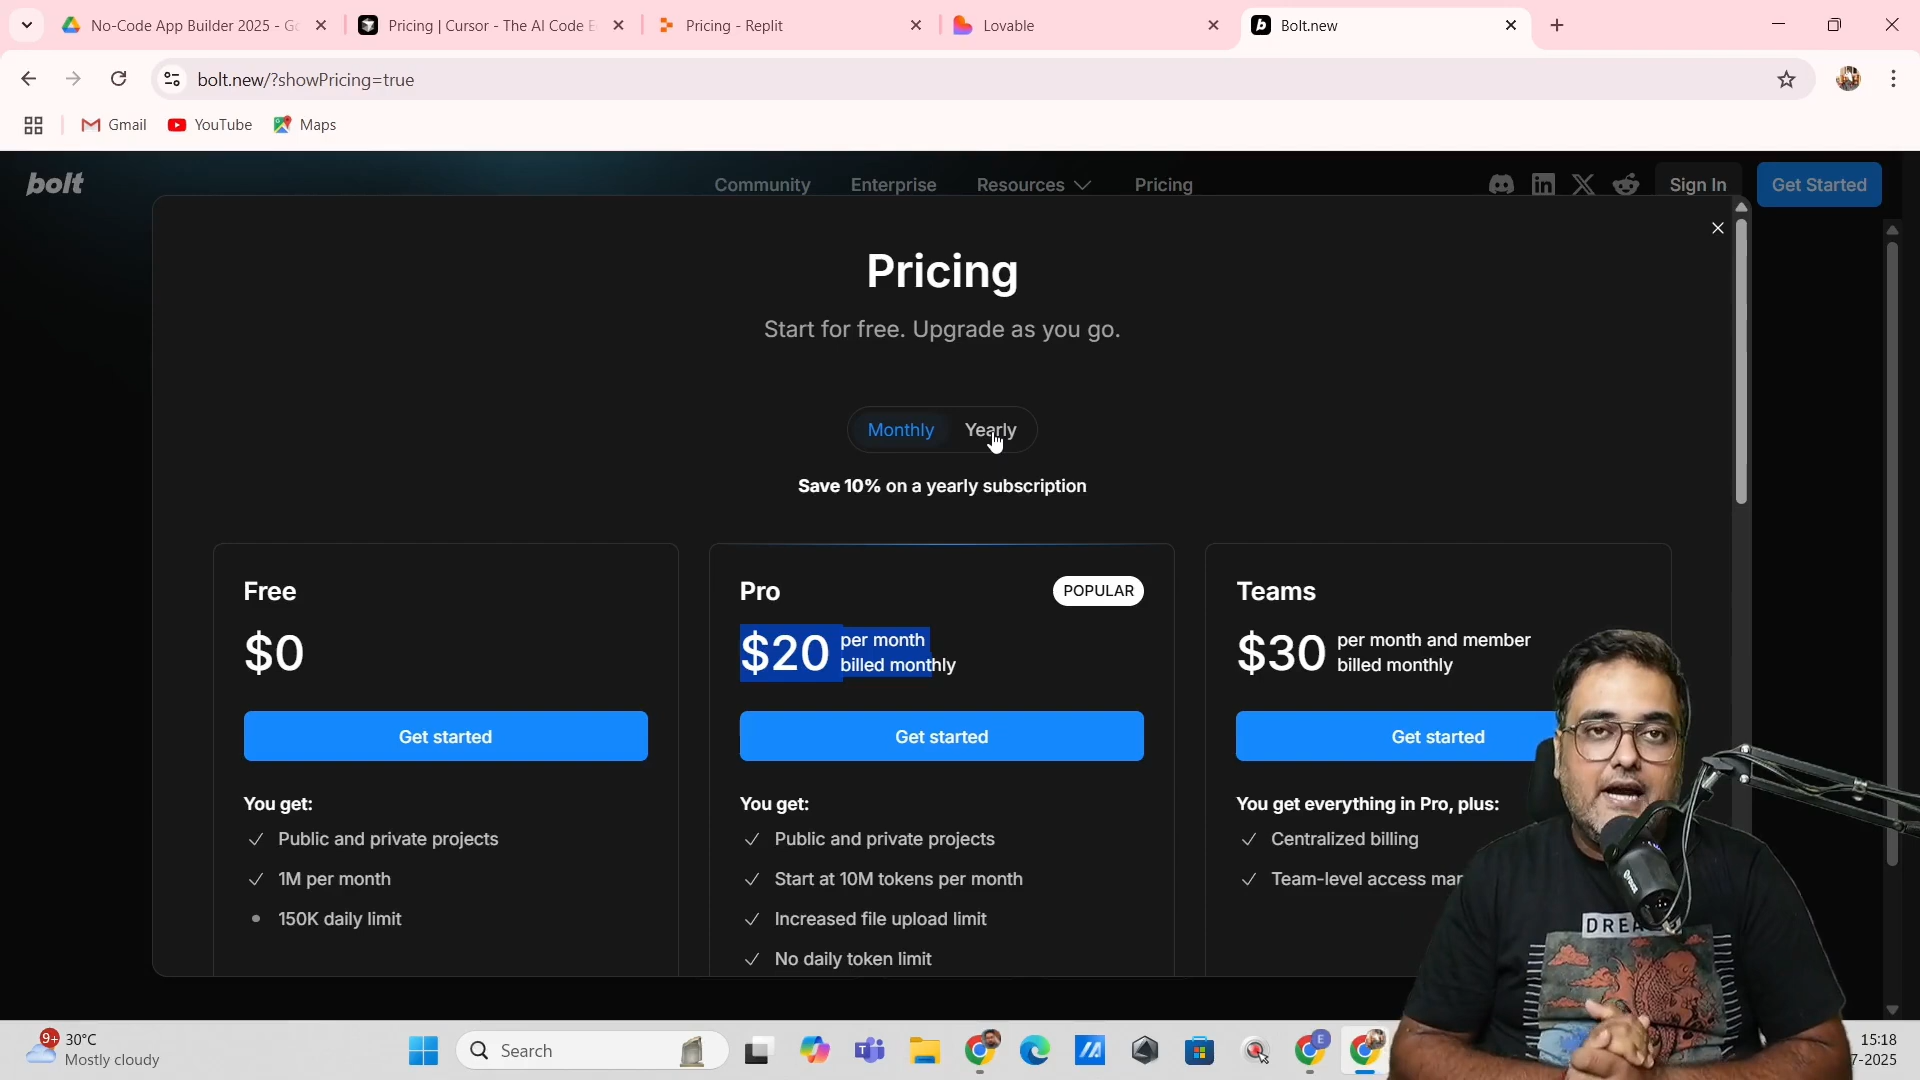 No-Code App Builder 2025 - Go
Pricing | Cursor - The AI Code E
Pricing - Replit
Lovable
Bolt.new
bolt.new/?showPricing=true
Gmail
YouTube
Maps
bolt
Community
Enterprise
Resources
Pricing
Sign In
Get Started
Pricing
Start for free. Upgrade as you go.
Monthly
Yearly
Save 10% on a yearly subscription
Free
$0
Get started
You get:
Public and private projects
1M per month
150K daily limit
Pro
POPULAR
$20
per month
billed monthly
Get started
You get:
Public and private projects
Start at 10M tokens per month
Increased file upload limit
No daily token limit
Teams
$30
per month and member
billed monthly
Get started
You get everything in Pro, plus:
Centralized billing
Team-level access mar
DREA
9+
30°C
Mostly cloudy
Search
E
15:18
7-2025